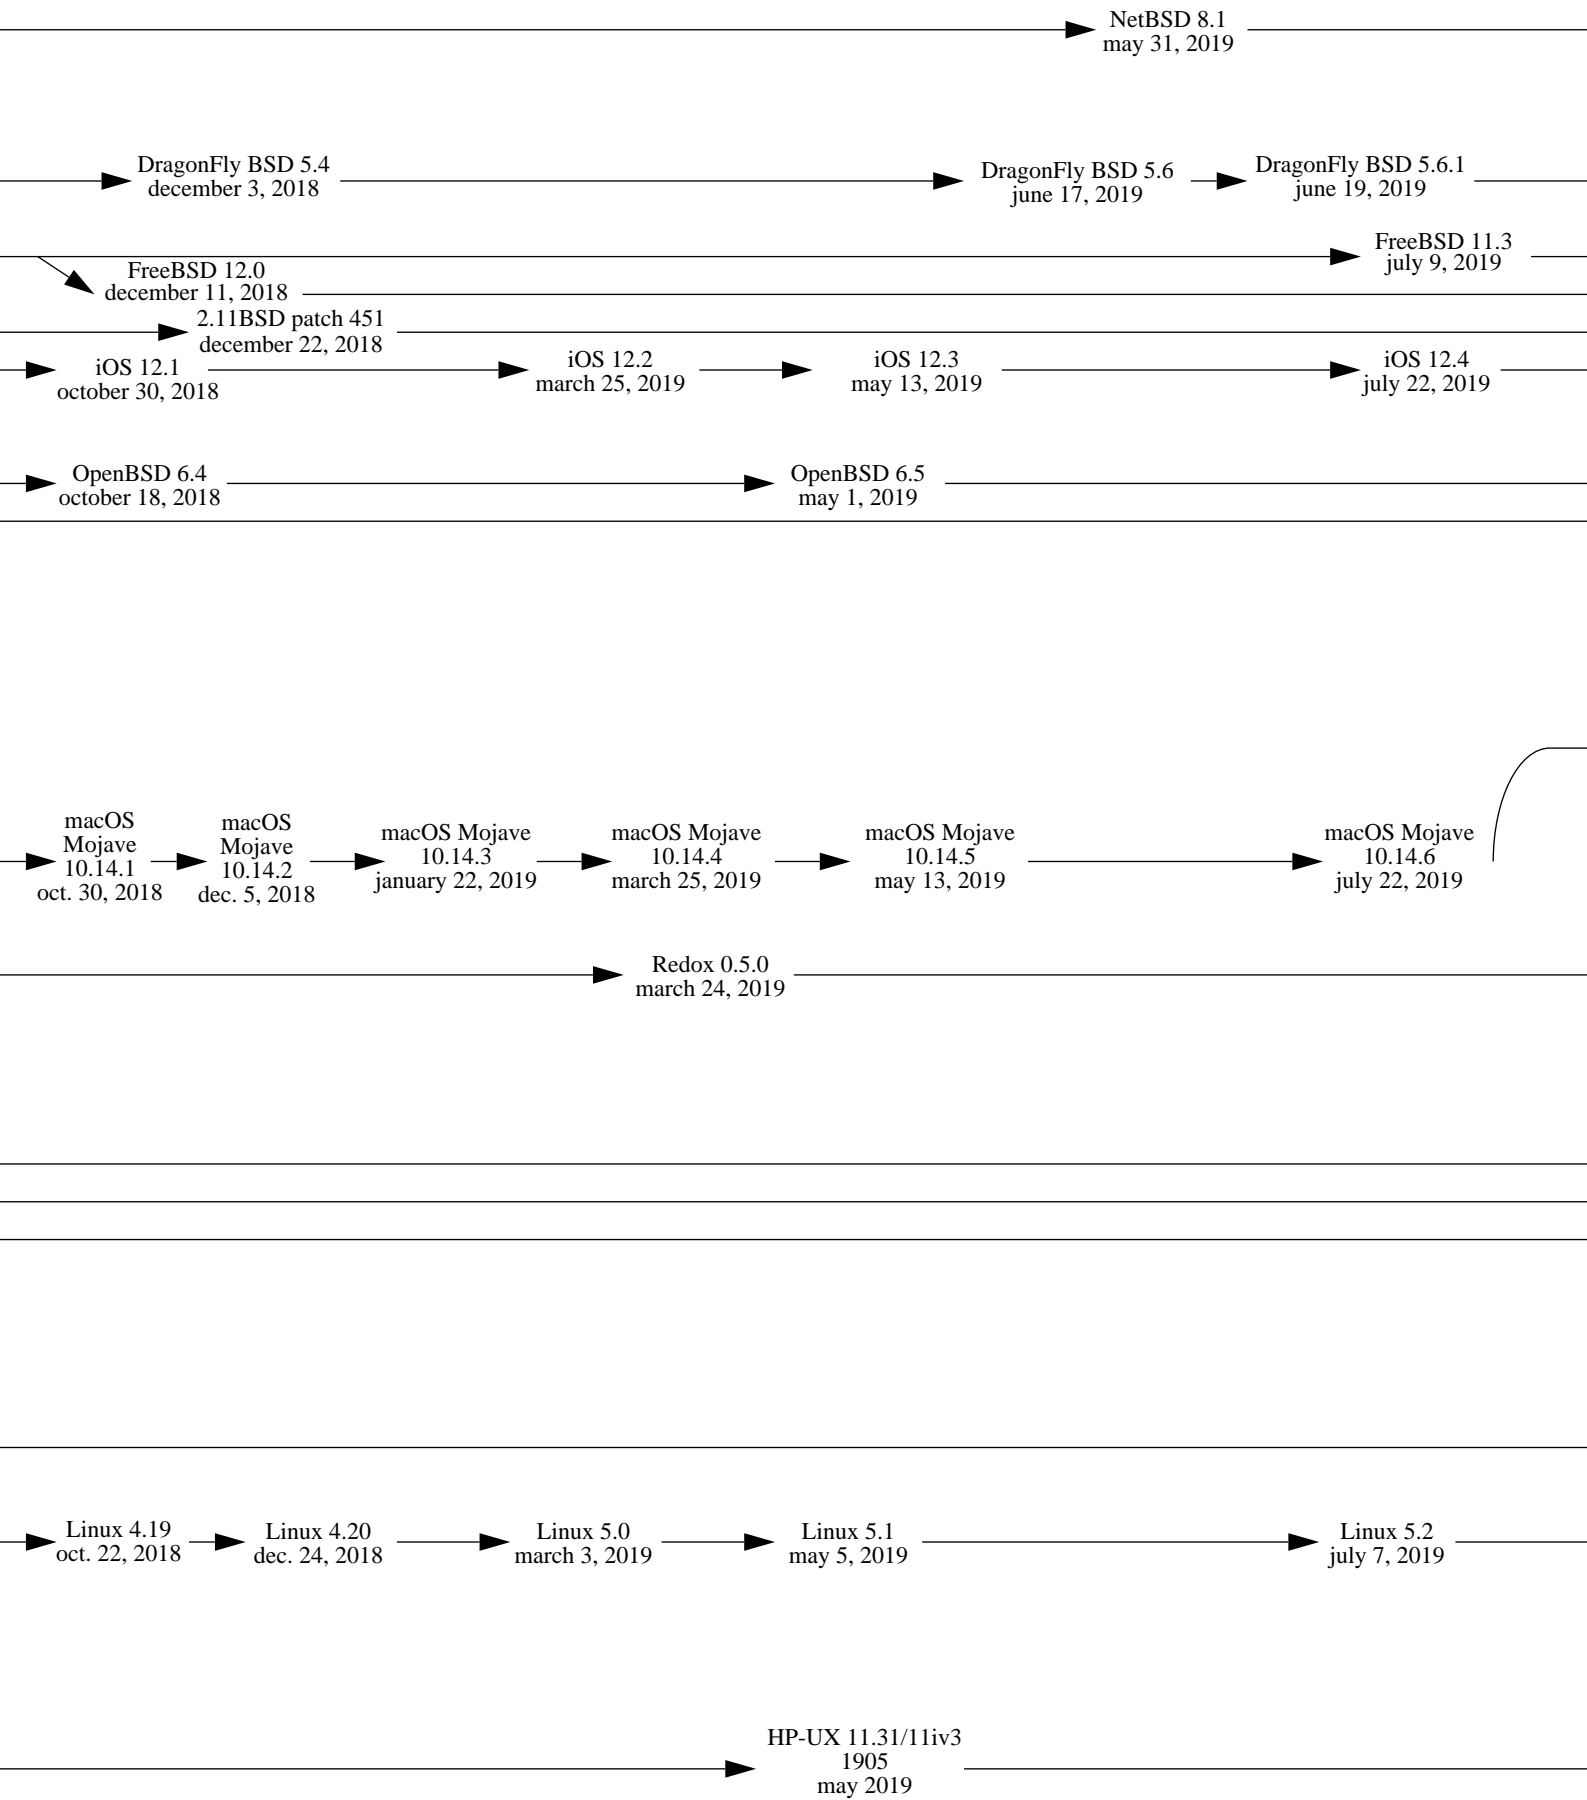 NetBSD 8.1
may 31, 2019
DragonFly BSD 5.4
december 3, 2018
DragonFly BSD 5.6
june 17, 2019
DragonFly BSD 5.6.1
june 19, 2019
FreeBSD 11.3
july 9, 2019
FreeBSD 12.0
december 11, 2018
2.11BSD patch 451
december 22, 2018
iOS 12.1
october 30, 2018
iOS 12.2
march 25, 2019
iOS 12.3
may 13, 2019
iOS 12.4
july 22, 2019
OpenBSD 6.4
october 18, 2018
OpenBSD 6.5
may 1, 2019
macOS
Mojave
10.14.1
oct. 30, 2018
macOS
Mojave
10.14.2
dec. 5, 2018
macOS Mojave
10.14.3
january 22, 2019
macOS Mojave
10.14.4
march 25, 2019
macOS Mojave
10.14.5
may 13, 2019
macOS Mojave
10.14.6
july 22, 2019
Redox 0.5.0
march 24, 2019
Linux 4.19
oct. 22, 2018
Linux 4.20
dec. 24, 2018
Linux 5.0
march 3, 2019
Linux 5.1
may 5, 2019
Linux 5.2
july 7, 2019
HP-UX 11.31/11iv3
1905
may 2019